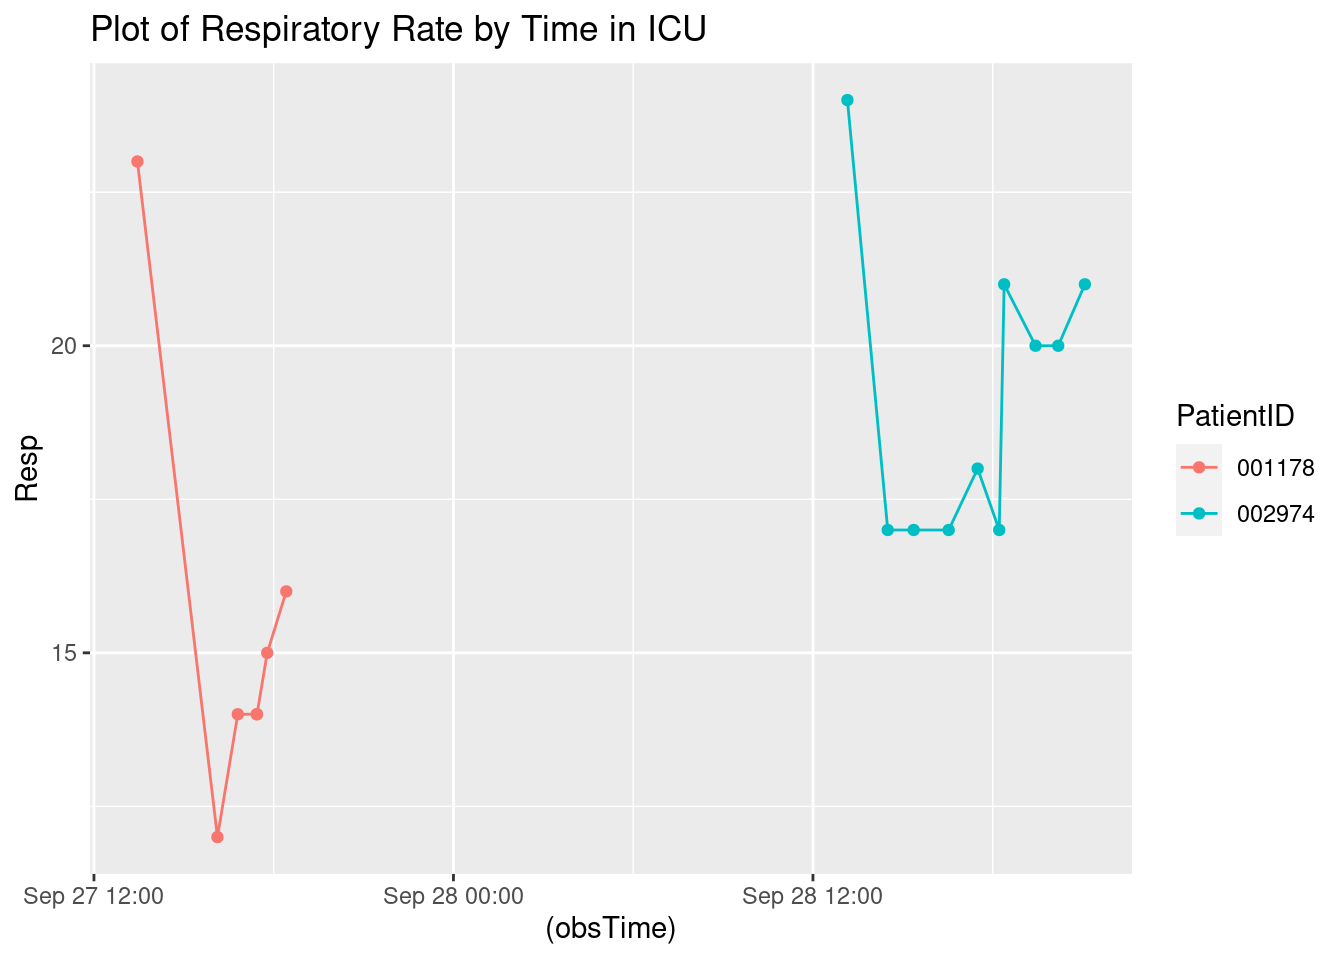 Plot of Respiratory Rate by Time in ICU
Resp
20
15
Sep 27 12:00
Sep 28 00:00
Sep 28 12:00
(obsTime)
PatientID
001178
002974